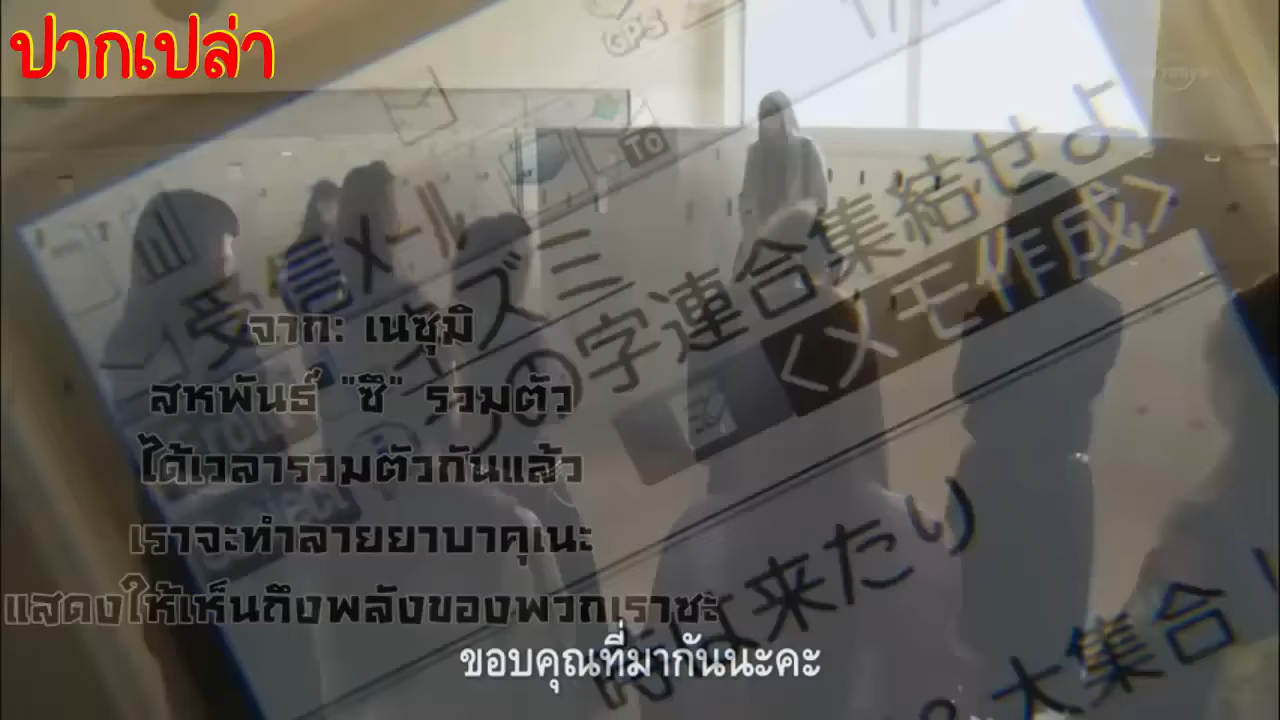 ปากเปล่า
GPS
To
受信メール
ネズミ
つの字連合集結せよ
<メモ作成>
จาก: เนซุมิ
สหพันธ์ "ซึ" รวมตัว
ได้เวลารวมตัวกันแล้ว
เราจะทำลายยาบาคุเนะ
แสดงให้เห็นถึงพลังของพวกเราซะ
時は来たり
大集合！
ขอบคุณที่มากันนะคะ